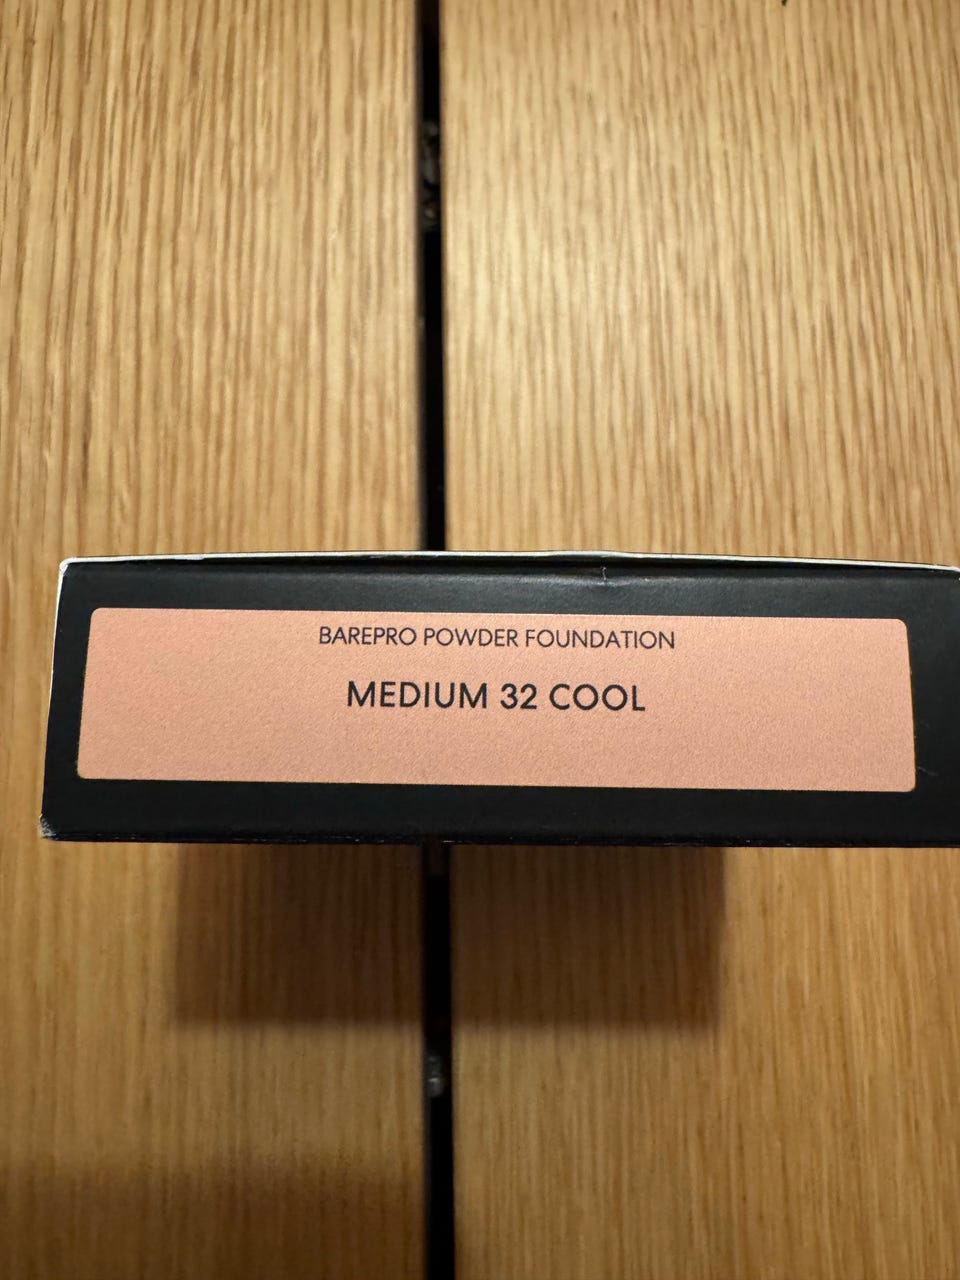 BAREPRO POWDER FOUNDATION
MEDIUM 32 COOL